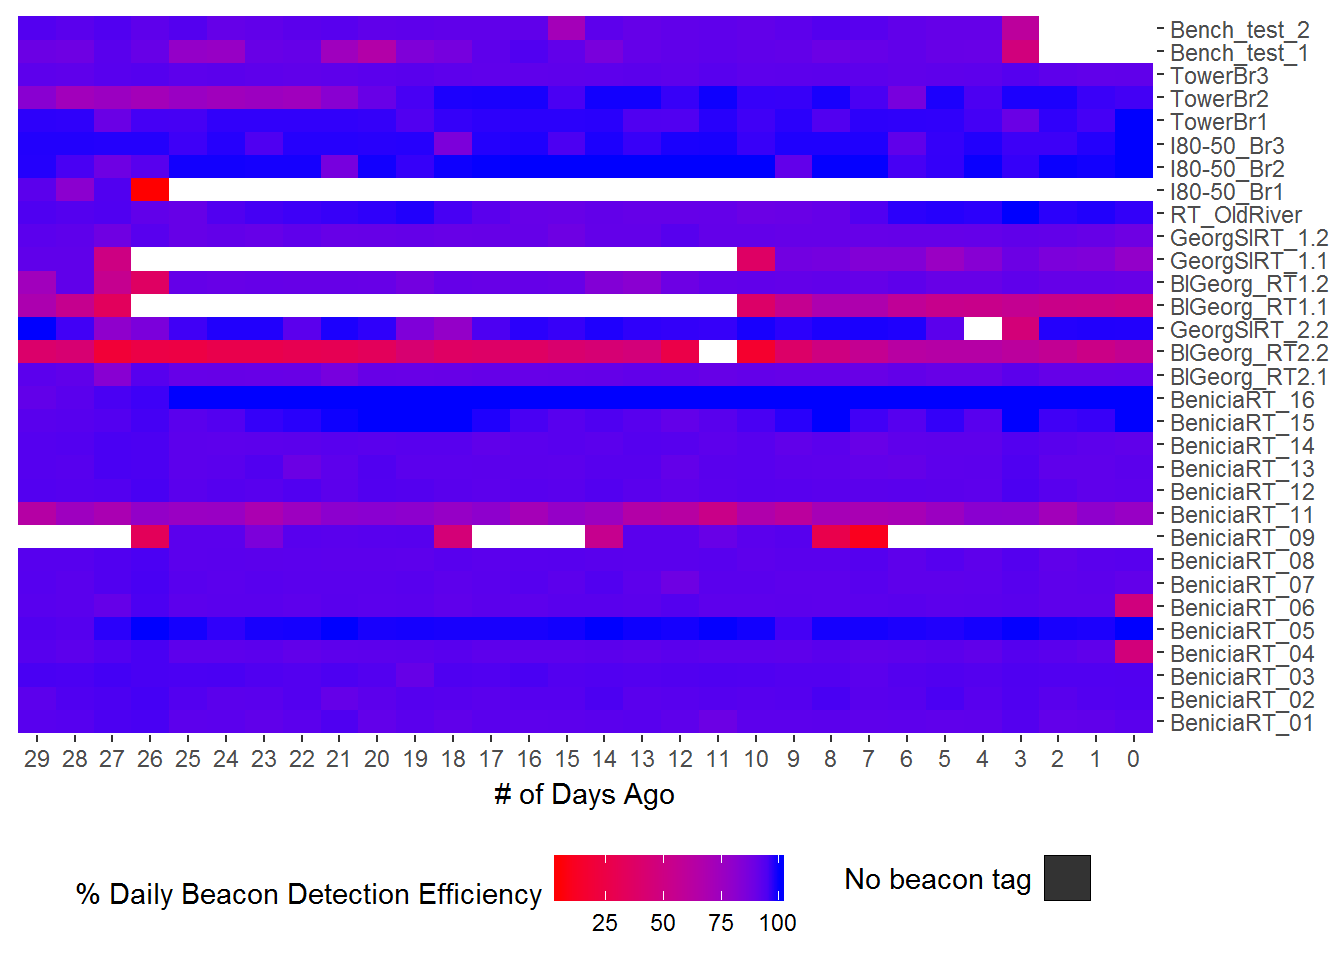 Bench_test_2
Bench_test_1
TowerBr3
TowerBr2
TowerBr1
I80-50_Br3
I80-50_Br2
I80-50_Br1
RT_OldRiver
GeorgSlRT_1.2
GeorgSlRT_1.1
BlGeorg_RT1.2
BlGeorg_RT1.1
GeorgSlRT_2.2
BlGeorg_RT2.2
BlGeorg_RT2.1
BeniciaRT_16
BeniciaRT_15
BeniciaRT_14
BeniciaRT_13
BeniciaRT_12
BeniciaRT_11
BeniciaRT_09
BeniciaRT_08
BeniciaRT_07
BeniciaRT_06
BeniciaRT_05
BeniciaRT_04
BeniciaRT_03
BeniciaRT_02
BeniciaRT_01
29 28 27 26 25 24 23 22 21 20 19 18 17 16 15 14 13 12 11 10 9 8 7 6 5 4 3 2 1 0
# of Days Ago
% Daily Beacon Detection Efficiency
25 50 75 100
No beacon tag